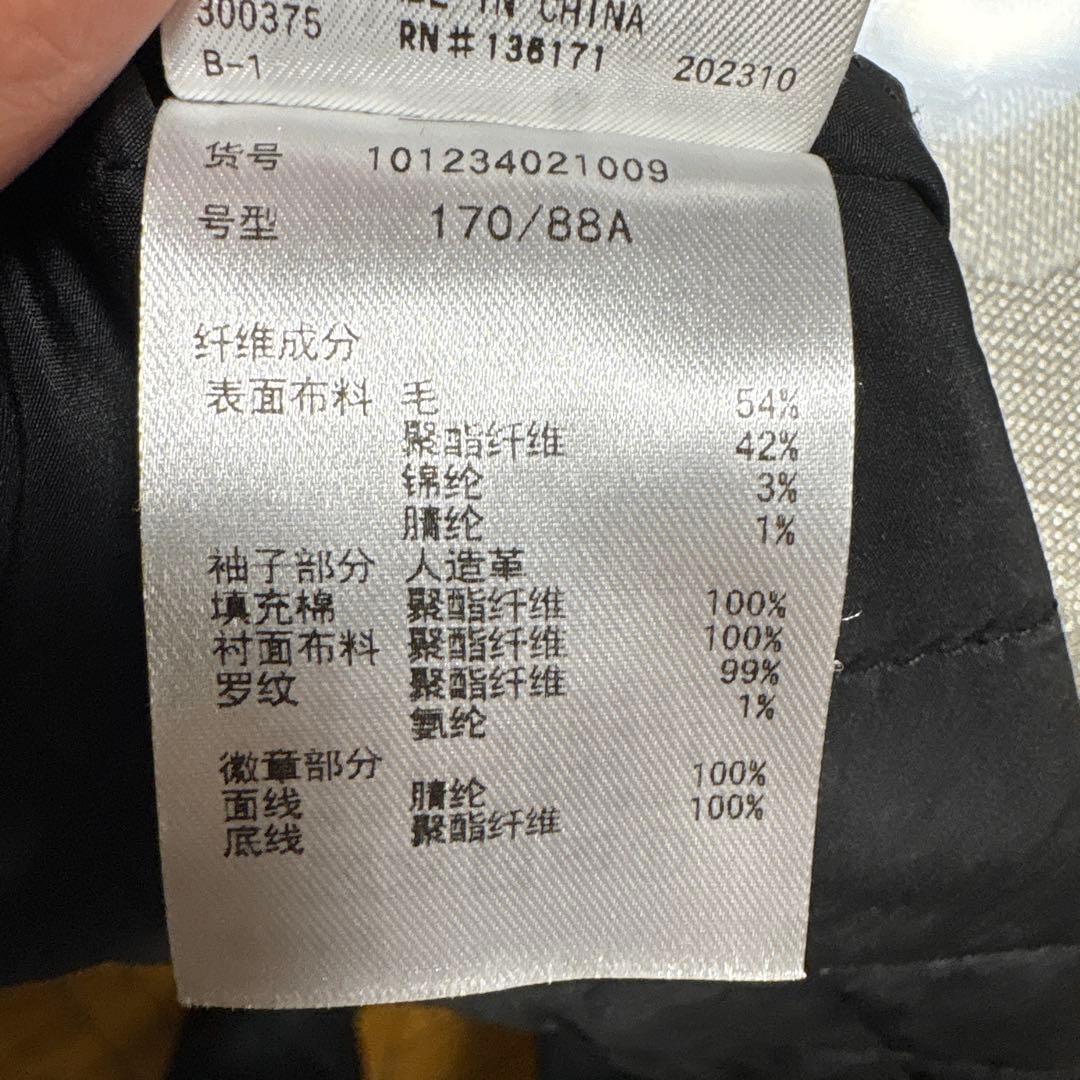 IN CHINA
300375
RN#136171
B-1
202310
货号 101234021009
号型 170/88A
纤维成分
表面布料 毛 54%
聚酯纤维 42%
锦纶 3%
腈纶 1%
袖子部分 人造革
填充棉 聚酯纤维 100%
衬面布料 聚酯纤维 100%
罗纹 聚酯纤维 99%
氨纶 1%
徽章部分
面线 腈纶 100%
底线 聚酯纤维 100%